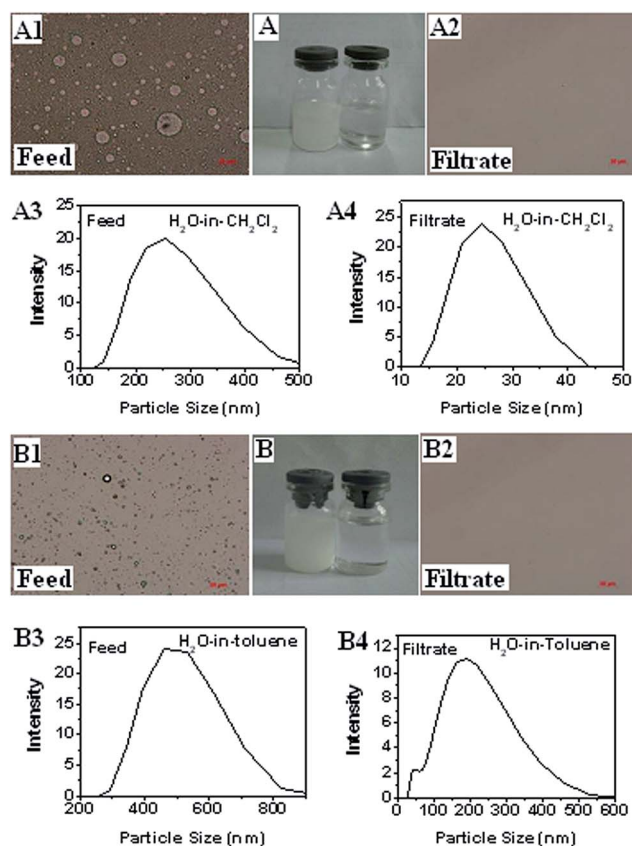 A1
Feed
A
A2
Filtrate
A3
Feed
H₂O-in-CH₂Cl₂
Intensity
25
20
15
10
5
0
100 200 300 400 500
Particle Size (nm)
A4
Filtrate
H₂O-in-CH₂Cl₂
Intensity
25
20
15
10
5
0
10 20 30 40 50
Particle Size (nm)
B1
Feed
B
B2
Filtrate
B3
Feed
H₂O-in-toluene
Intensity
25
20
15
10
5
0
200 400 600 800
Particle Size (nm)
B4
Filtrate
H₂O-in-Toluene
Intensity
12
10
8
6
4
2
0
0 100 200 300 400 500 600
Particle Size (nm)